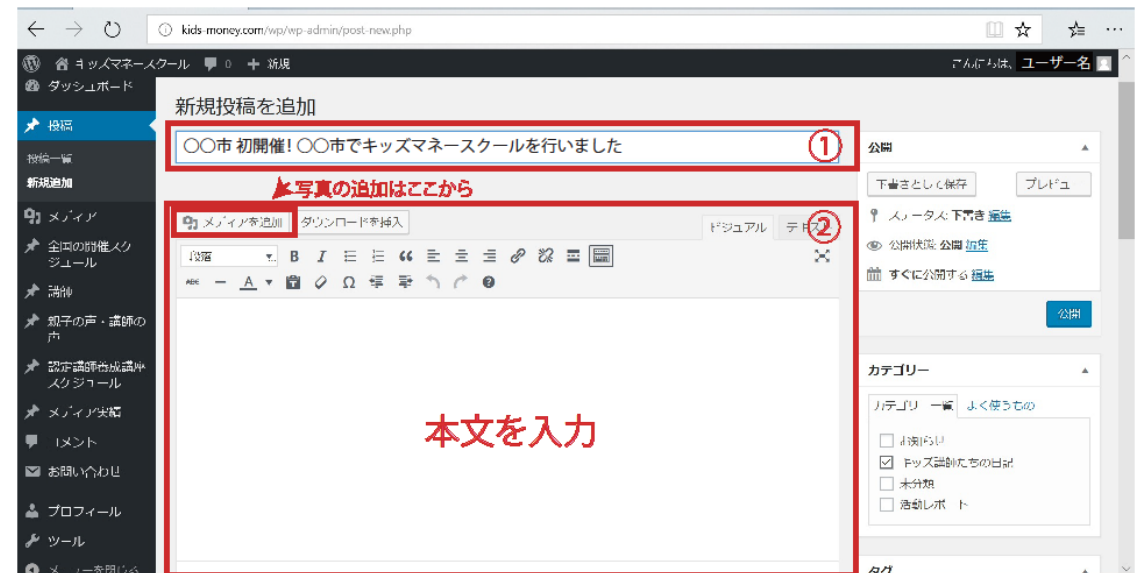 kids-money.com/wp/wp-admin/post-new.php
キッズマネースクール 0 + 新規
こんにちは、 ユーザー名
ダッシュボード
投稿
投稿一覧
新規追加
メディア
全国の開催スケジュール
講師
親子の声・講師の声
認定講師養成講座
スケジュール
メディア実績
コメント
お問い合わせ
プロフィール
ツール
メニューを閉じる
新規投稿を追加
〇〇市 初開催! 〇〇市でキッズマネースクールを行いました ①
写真の追加はここから
メディアを追加 ダウンロードを挿入
ビジュアル テキスト ②
段落
B I
ABC A Ω
本文を入力
公開
下書きとして保存 プレビュー
ステータス: 下書き 編集
公開状態: 公開 編集
すぐに公開する 編集
公開
カテゴリー
カテゴリー一覧 よく使うもの
お知らせ
キッズ講師たちの日記
未分類
活動レポート
タグ